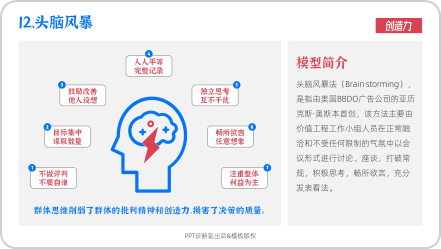 12.头脑风暴
创造力
4
人人平等
完整记录
3
鼓励改善
他人设想
5
独立思考
互不干扰
2
目标集中
谋取数量
6
畅所欲言
任意想象
1
不做评判
不要自谦
7
注重整体
利益为主
群体思维削弱了群体的批判精神和创造力,损害了决策的质量。
模型简介
头脑风暴法(Brain storming),
是指由美国BBDO广告公司的亚历
克斯·奥斯本首创,该方法主要由
价值工程工作小组人员在正常融
洽和不受任何限制的气氛中以会
议形式进行讨论、座谈,打破常
规,积极思考,畅所欲言,充分
发表看法。
PPT诊断室出品&模板版权